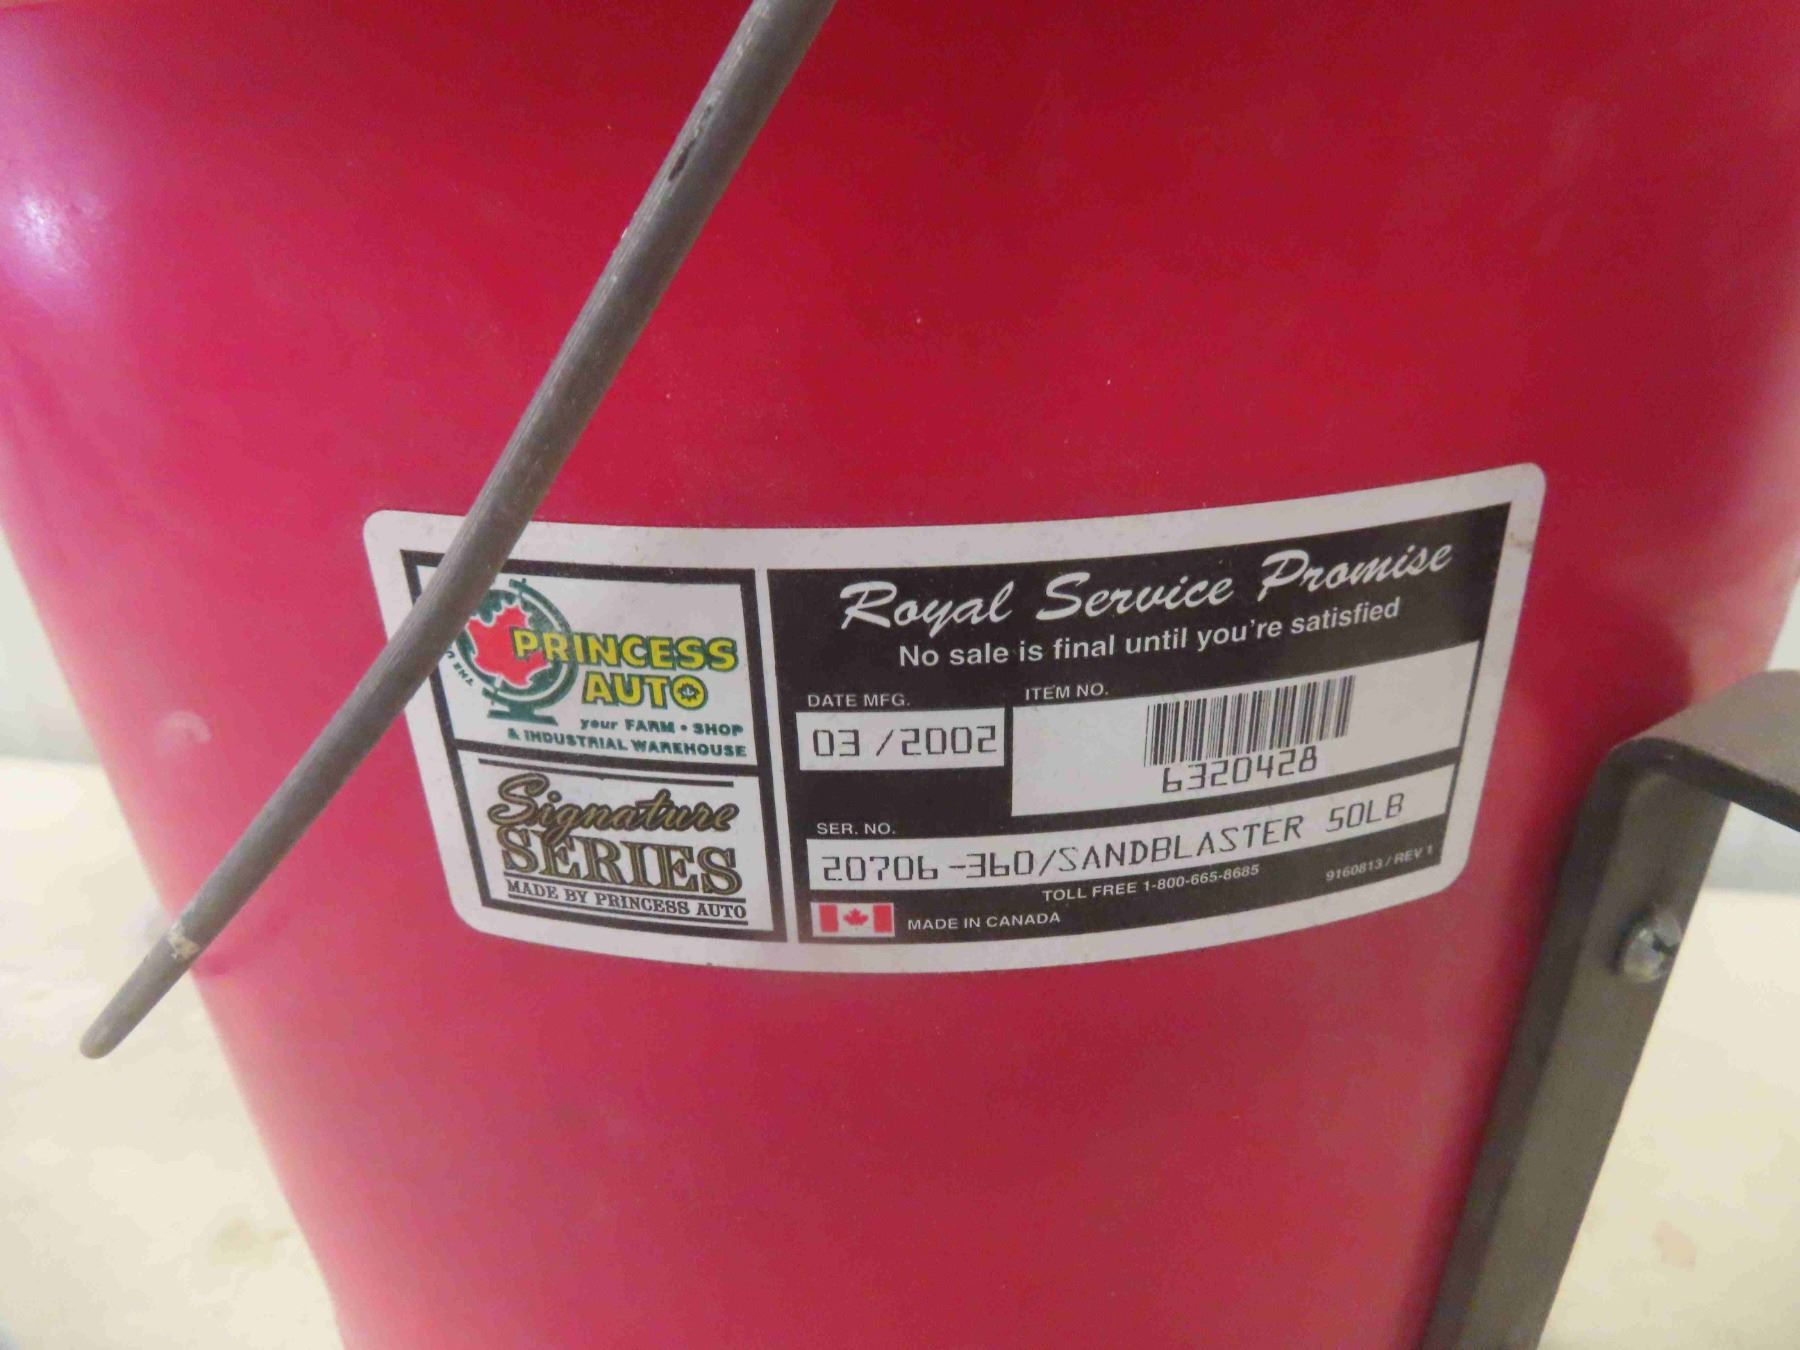 PRINCESS
AUTO
your FARM • SHOP
& INDUSTRIAL WAREHOUSE
Signature
SERIES
MADE BY PRINCESS AUTO
Royal Service Promise
No sale is final until you're satisfied
DATE MFG.
03 /2002
ITEM NO.
6320428
SER. NO.
20706-360/SANDBLASTER 50LB
TOLL FREE 1-800-665-8685
9160813 / REV 1
MADE IN CANADA